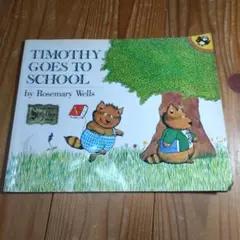 TIMOTHY
GOES TO
SCHOOL
by Rosemary Wells